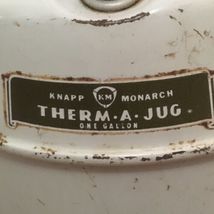 KNAPP KM MONARCH
THERM-A-JUG
ONE GALLON